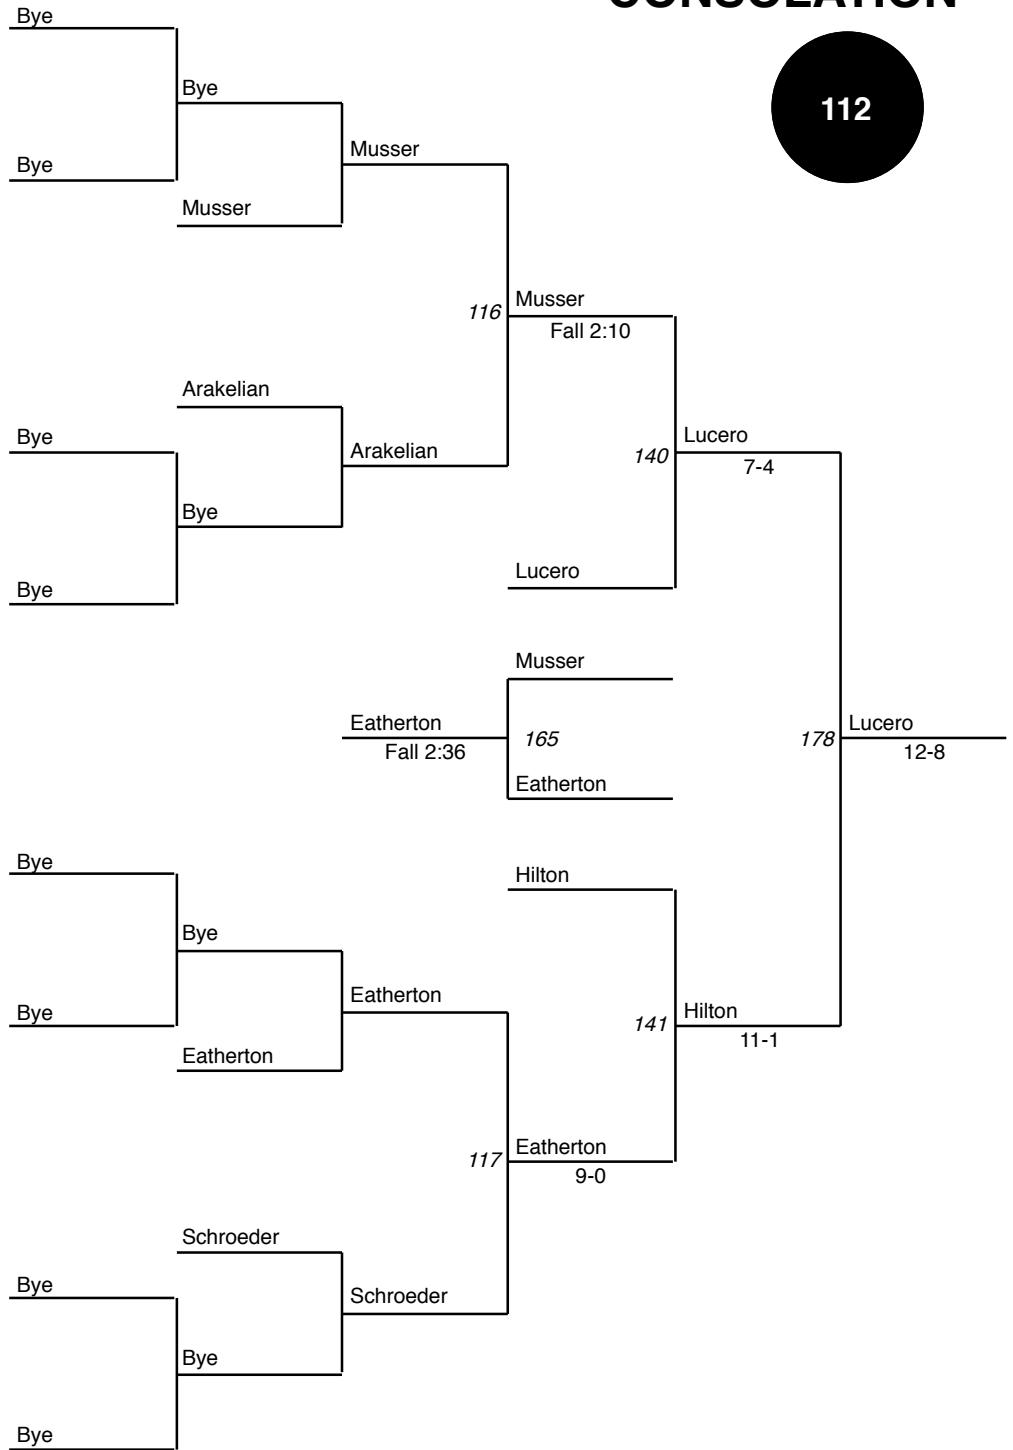 CONSOLATION
Bye
112
Bye
Musser
Bye
Musser
116
Musser
Fall 2:10
Arakelian
Bye
Arakelian
140
Lucero
7-4
Bye
Lucero
Bye
Musser
Eatherton
Fall 2:36
165
178
Lucero
12-8
Eatherton
Bye
Hilton
Bye
Eatherton
Bye
141
Hilton
11-1
Eatherton
117
Eatherton
9-0
Schroeder
Bye
Schroeder
Bye
Bye